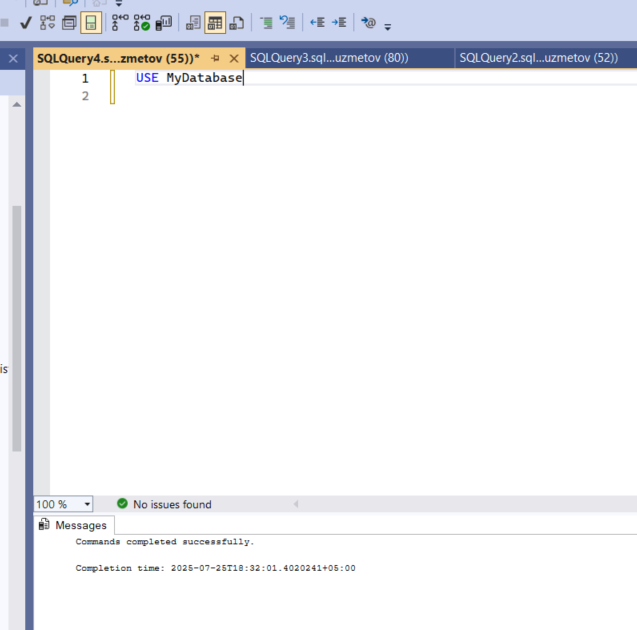 SQLQuery4.s...zmetov (55))*
SQLQuery3.sql...uzmetov (80))
SQLQuery2.sql...uzmetov (52))
1 USE MyDatabase
2
is
100 %
No issues found
Messages
Commands completed successfully.
Completion time: 2025-07-25T18:32:01.4020241+05:00